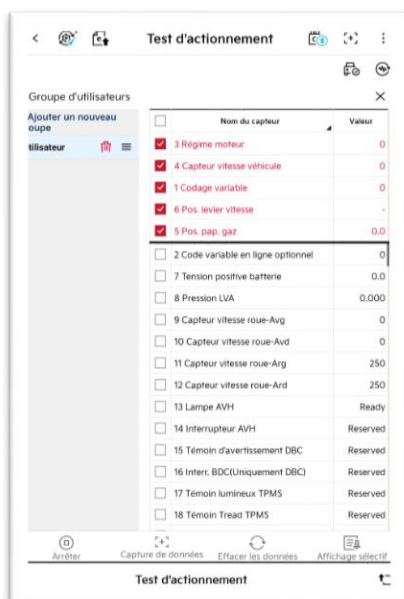 Test d'actionnement
Groupe d'utilisateurs
Ajouter un nouveau
oupe
tilisateur
Nom du capteur Valeur
3 Régime moteur 0
4 Capteur vitesse véhicule 0
1 Codage variable 0
6 Pos. levier vitesse -
5 Pos. pap. gaz 0.0
2 Code variable en ligne optionnel 0
7 Tension positive batterie 0.0
8 Pression LVA 0.000
9 Capteur vitesse roue-Avg 0
10 Capteur vitesse roue-Avd 0
11 Capteur vitesse roue-Arg 250
12 Capteur vitesse roue-Ard 250
13 Lampe AVH Ready
14 Interrupteur AVH Reserved
15 Témoin d'avertissement DBC Reserved
16 Interr. BDC(Uniquement DBC) Reserved
17 Témoin lumineux TPMS Reserved
18 Témoin Tread TPMS Reserved
Arrêter Capture de données Effacer les données Affichage sélectif
Test d'actionnement